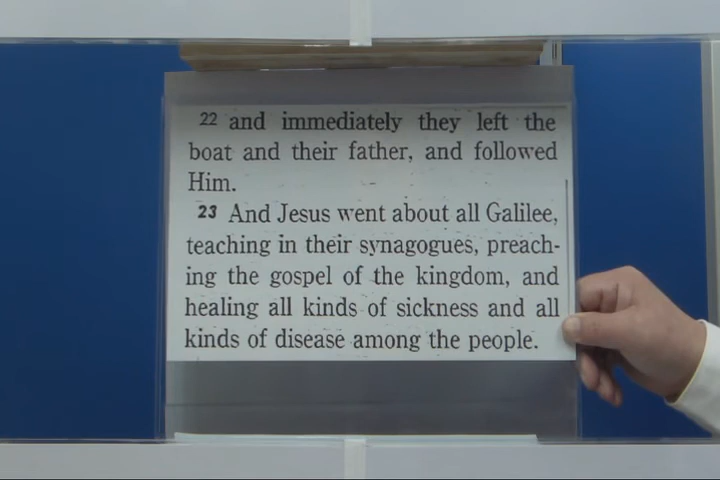 22 and immediately they left the
boat and their father, and followed
Him.
23 And Jesus went about all Galilee,
teaching in their synagogues, preach-
ing the gospel of the kingdom, and
healing all kinds of sickness and all
kinds of disease among the people.